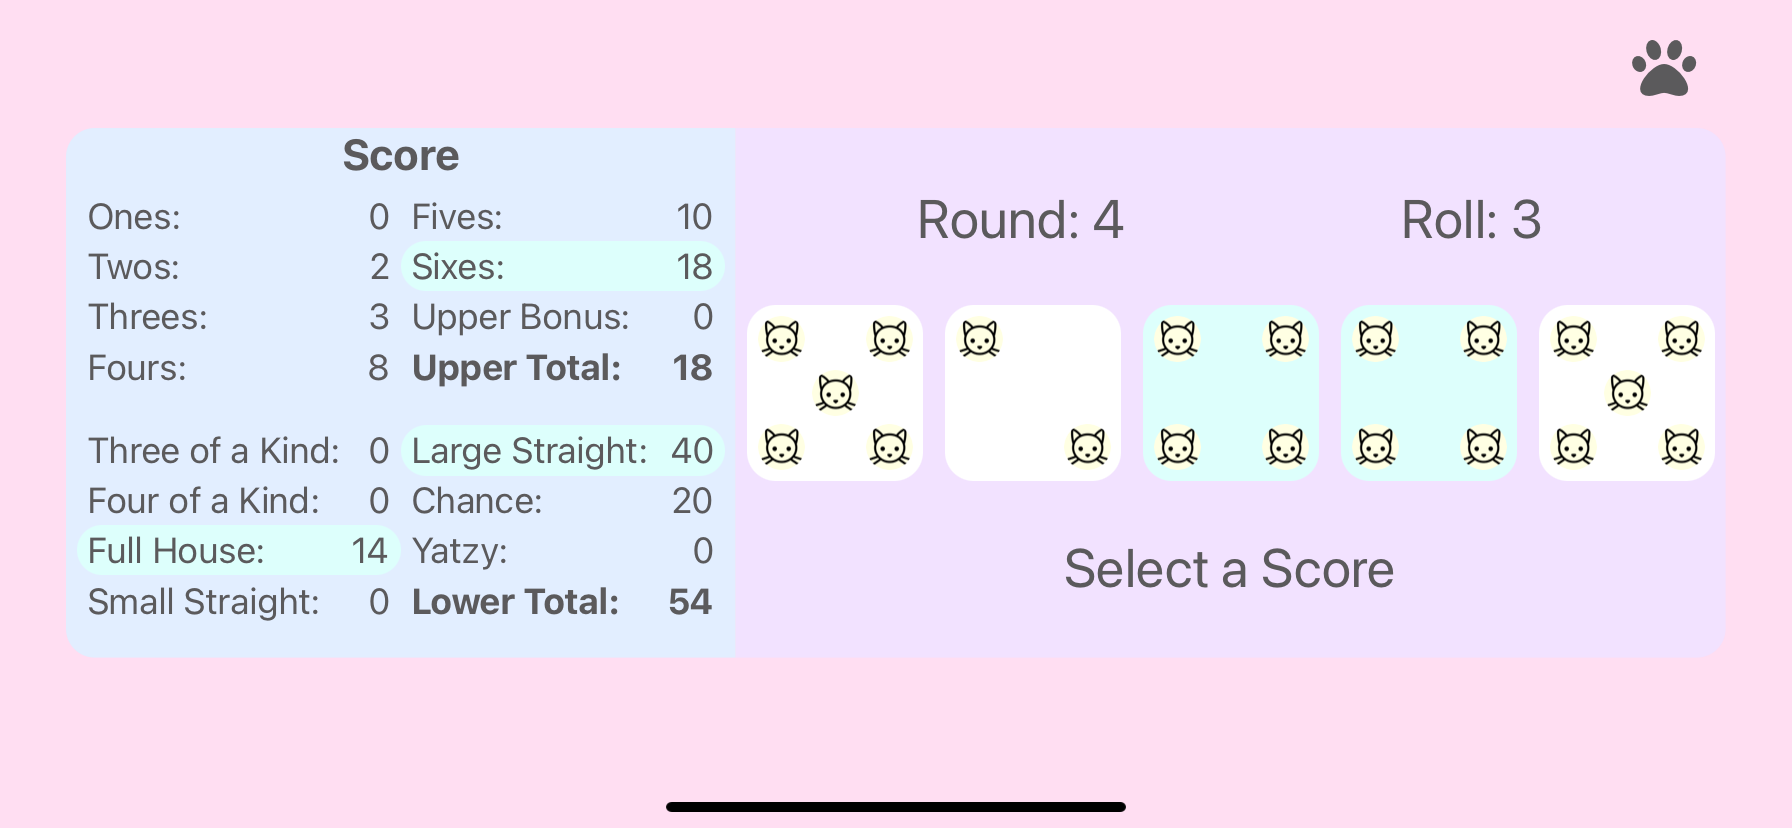 Score
Ones: 0 Fives: 10
Twos: 2 Sixes: 18
Threes: 3 Upper Bonus: 0
Fours: 8 Upper Total: 18
Three of a Kind: 0 Large Straight: 40
Four of a Kind: 0 Chance: 20
Full House: 14 Yatzy: 0
Small Straight: 0 Lower Total: 54
Round: 4 Roll: 3
Select a Score